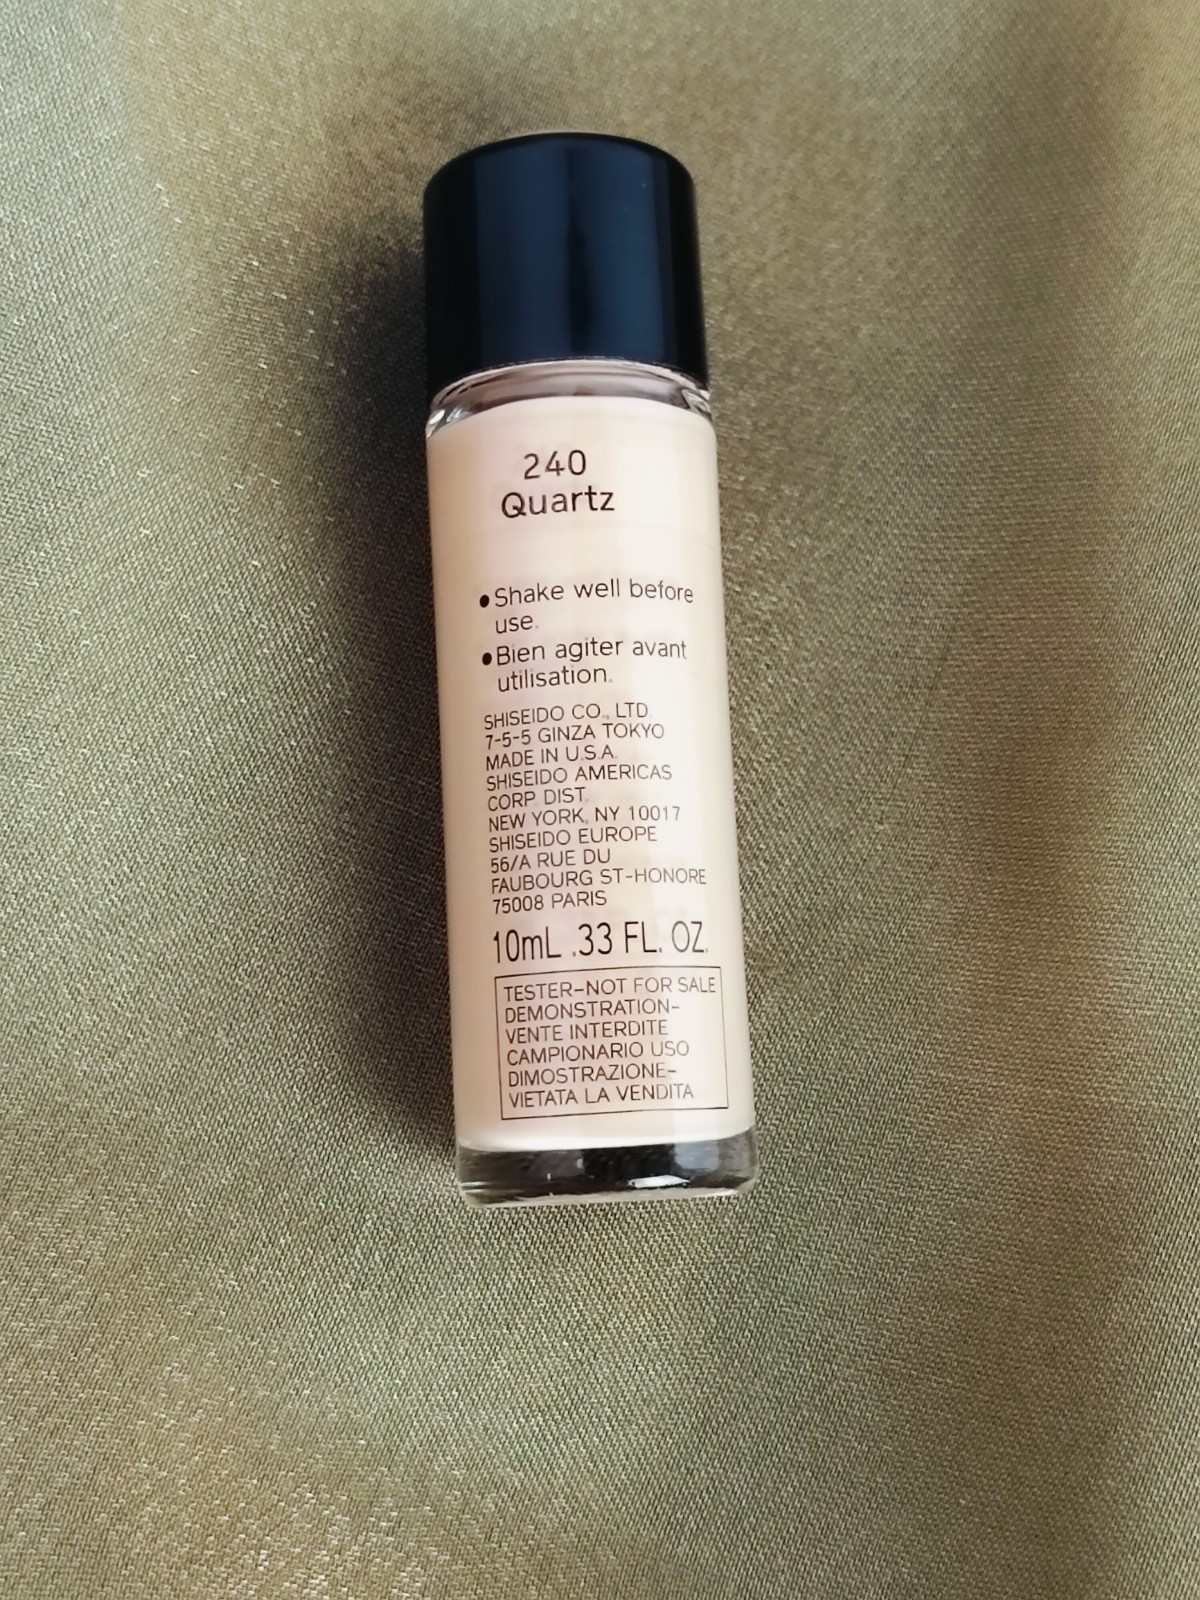 240
Quartz
●Shake well before
use.
●Bien agiter avant
utilisation.
SHISEIDO CO., LTD.
7-5-5 GINZA TOKYO
MADE IN U.S.A.
SHISEIDO AMERICAS
CORP. DIST.
NEW YORK, NY 10017
SHISEIDO EUROPE
56/A RUE DU
FAUBOURG ST-HONORE
75008 PARIS
10mL .33 FL. OZ.
TESTER-NOT FOR SALE
DEMONSTRATION-
VENTE INTERDITE
CAMPIONARIO USO
DIMOSTRAZIONE-
VIETATA LA VENDITA